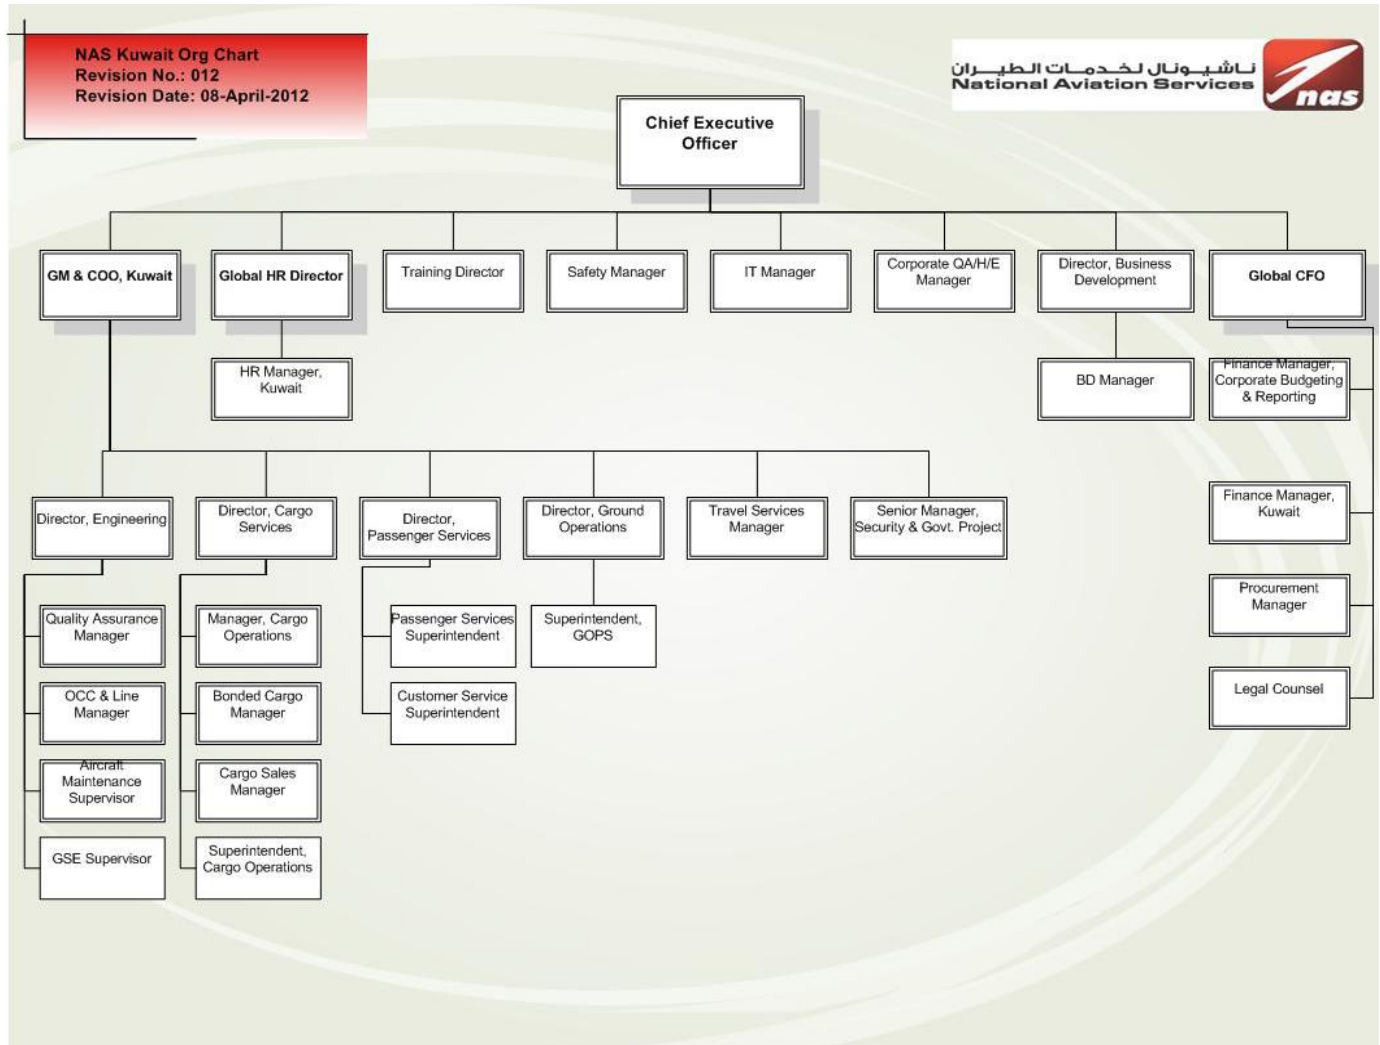 NAS Kuwait Org Chart
Revision No.: 012
Revision Date: 08-April-2012
ناشيونال لخدمات الطيران
National Aviation Services
nas
Chief Executive
Officer
GM & COO, Kuwait
Global HR Director
Training Director
Safety Manager
IT Manager
Corporate QA/H/E
Manager
Director, Business
Development
Global CFO
HR Manager,
Kuwait
BD Manager
Finance Manager,
Corporate Budgeting
& Reporting
Director, Engineering
Director, Cargo
Services
Director,
Passenger Services
Director, Ground
Operations
Travel Services
Manager
Senior Manager,
Security & Govt. Project
Finance Manager,
Kuwait
Quality Assurance
Manager
Manager, Cargo
Operations
Passenger Services
Superintendent
Superintendent,
GOPS
Procurement
Manager
OCC & Line
Manager
Bonded Cargo
Manager
Customer Service
Superintendent
Legal Counsel
Aircraft
Maintenance
Supervisor
Cargo Sales
Manager
GSE Supervisor
Superintendent,
Cargo Operations